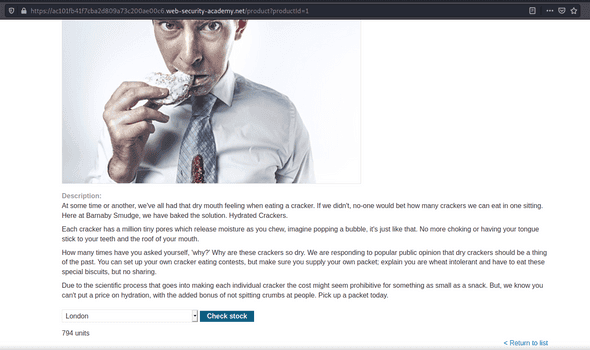 https://ac101fb41f7cba2d809a73c200ae00c6.web-security-academy.net/product?productId=1
Description:
At some time or another, we've all had that dry mouth feeling when eating a cracker. If we didn't, no-one would bet how many crackers we can eat in one sitting.
Here at Barnaby Smudge, we have baked the solution. Hydrated Crackers.
Each cracker has a million tiny pores which release moisture as you chew, imagine popping a bubble, it's just like that. No more choking or having your tongue
stick to your teeth and the roof of your mouth.
How many times have you asked yourself, 'why?' Why are these crackers so dry. We are responding to popular public opinion that dry crackers should be a thing
of the past. You can set up your own cracker eating contests, but make sure you supply your own packet; explain you are wheat intolerant and have to eat these
special biscuits, but no sharing.
Due to the scientific process that goes into making each individual cracker the cost might seem prohibitive for something as small as a snack. But, we know you
can't put a price on hydration, with the added bonus of not spitting crumbs at people. Pick up a packet today.
London
Check stock
794 units
< Return to list